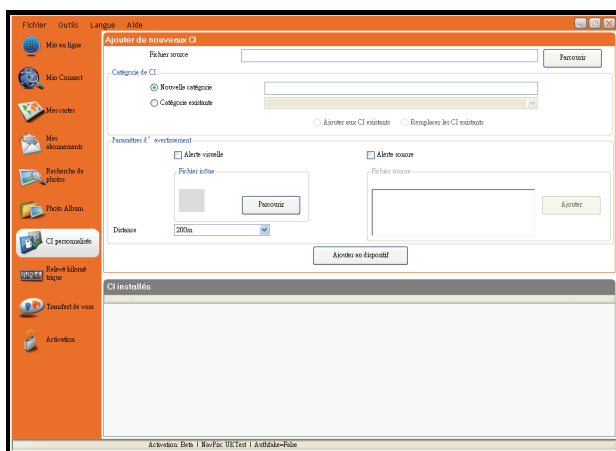 Fichier Outils Langue Aide
Mio en ligne
Mio Connect
Mes cartes
Mes
abonnements
Recherche de
photos
Photo Album
CI personnalisés
Relevé kilomé
trique
Transfert de voix
Activation
Ajouter de nouveaux CI
Fichier source
Parcourir
Catégorie de CI
Nouvelle catégorie
Catégorie existante
Ajouter aux CI existants Remplacer les CI existants
Paramètres d'avertissement
Alerte visuelle
Alerte sonore
Fichier icône
Parcourir
Fichier sonore
Ajouter
Distance 200m
Ajouter au dispositif
CI installés
Activation: Beta | NavPix: UKTest | Authfake=False